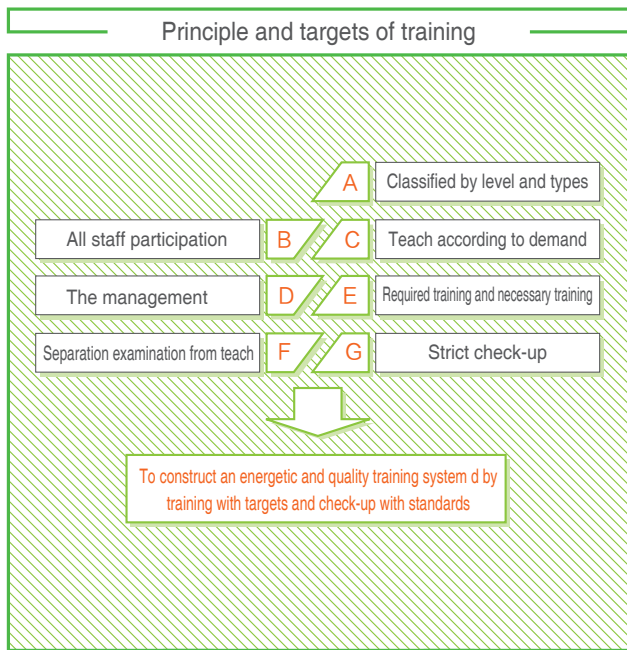 Principle and targets of training
A Classified by level and types
All staff participation B C Teach according to demand
The management D E Required training and necessary training
Separation examination from teach F G Strict check-up
To construct an energetic and quality training system d by
training with targets and check-up with standards